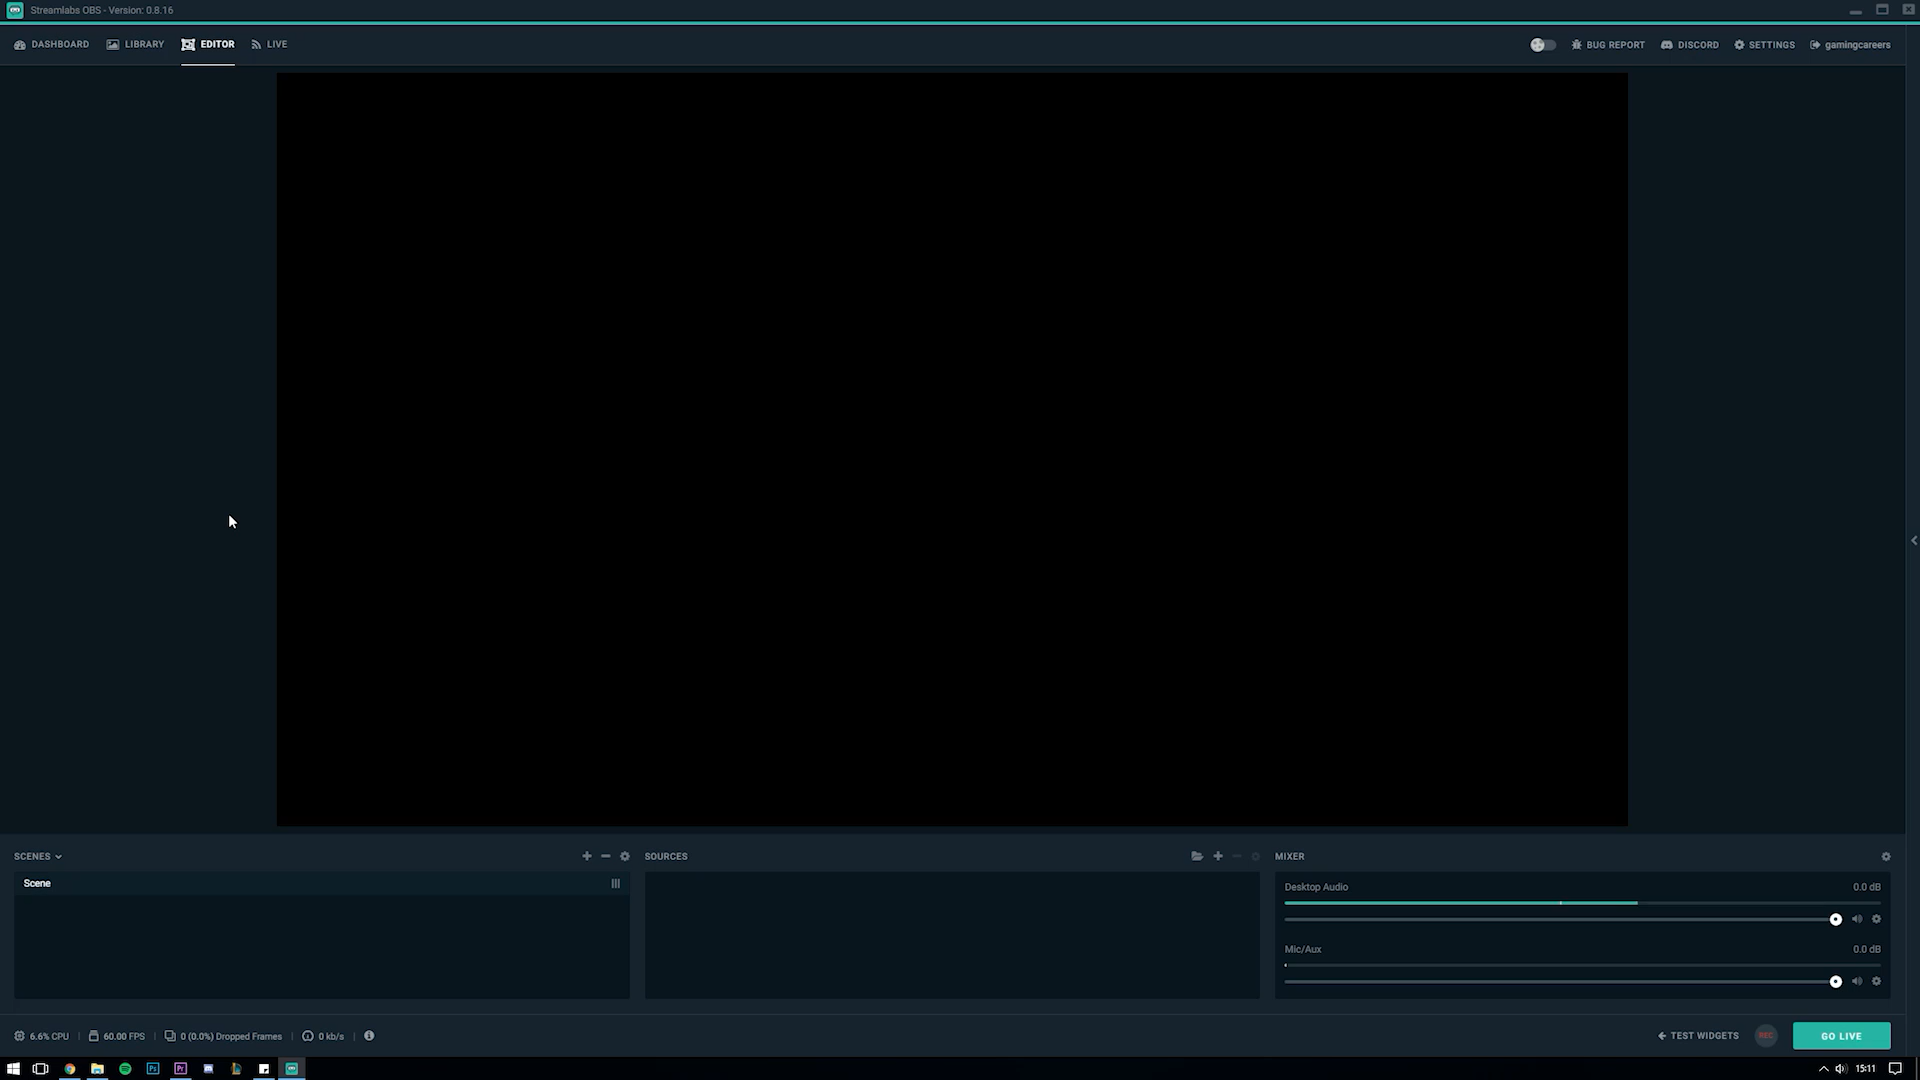 Streamlabs OBS - Version: 0.8.16
DASHBOARD LIBRARY EDITOR LIVE BUG REPORT DISCORD SETTINGS gamingcareers
SCENES SOURCES MIXER
Scene
Desktop Audio 0.0 dB
Mic/Aux 0.0 dB
6.6% CPU 60.00 FPS 0 (0.0%) Dropped Frames 0 kb/s TEST WIDGETS REC GO LIVE
Ps Pr 15:11